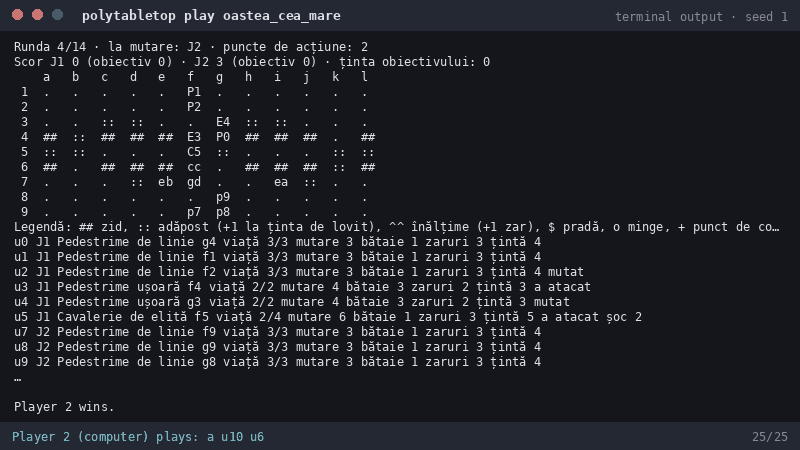 polytabletop play oastea_cea_mare
terminal output · seed 1
Runda 4/14 · la mutare: J2 · puncte de acțiune: 2
Scor J1 0 (obiectiv 0) · J2 3 (obiectiv 0) · ținta obiectivului: 0
a b c d e f g h i j k l
1 . . . . . P1 . . . . . .
2 . . . . . P2 . . . . . .
3 . . :: :: . . E4 :: :: . . .
4 ## :: ## ## ## E3 P0 ## ## ## . ##
5 :: :: . . . C5 :: . . . :: ::
6 ## . ## ## ## cc . ## ## ## :: ##
7 . . . :: eb gd . . ea :: . .
8 . . . . . . p9 . . . . .
9 . . . . . p7 p8 . . . . .
Legendă: ## zid, :: adăpost (+1 la ținta de lovit), ^^ înălțime (+1 zar), $ pradă, o minge, + punct de co…
u0 J1 Pedestrime de linie g4 viață 3/3 mutare 3 bătaie 1 zaruri 3 țintă 4
u1 J1 Pedestrime de linie f1 viață 3/3 mutare 3 bătaie 1 zaruri 3 țintă 4
u2 J1 Pedestrime de linie f2 viață 3/3 mutare 3 bătaie 1 zaruri 3 țintă 4 mutat
u3 J1 Pedestrime ușoară f4 viață 2/2 mutare 4 bătaie 3 zaruri 2 țintă 3 a atacat
u4 J1 Pedestrime ușoară g3 viață 2/2 mutare 4 bătaie 3 zaruri 2 țintă 3 mutat
u5 J1 Cavalerie de elită f5 viață 2/4 mutare 6 bătaie 1 zaruri 3 țintă 5 a atacat șoc 2
u7 J2 Pedestrime de linie f9 viață 3/3 mutare 3 bătaie 1 zaruri 3 țintă 4
u8 J2 Pedestrime de linie g9 viață 3/3 mutare 3 bătaie 1 zaruri 3 țintă 4
u9 J2 Pedestrime de linie g8 viață 3/3 mutare 3 bătaie 1 zaruri 3 țintă 4
…
Player 2 wins.
Player 2 (computer) plays: a u10 u6
25/25